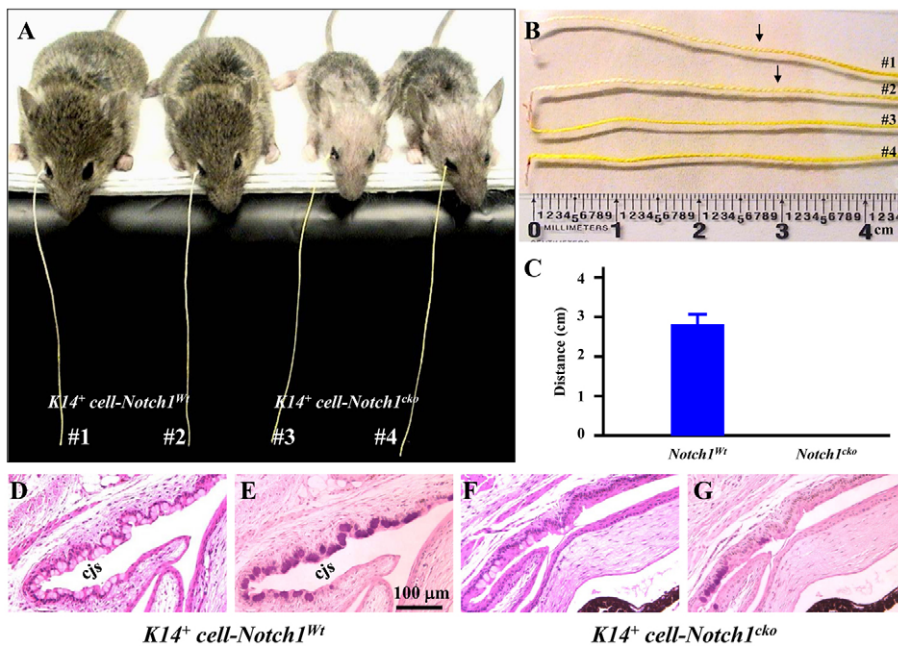 A
K14+ cell-Notch1Wt
K14+ cell-Notch1cko
#1
#2
#3
#4
B
#1
#2
#3
#4
0 MILLIMETERS 1 2 3 4 cm
C
Distance (cm)
4
3
2
1
0
Notch1Wt
Notch1cko
D
cjs
E
cjs
100 µm
F
G
K14+ cell-Notch1Wt
K14+ cell-Notch1cko